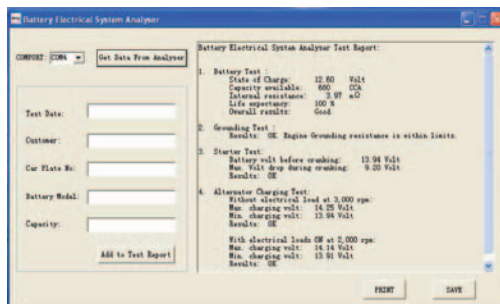 Battery Electrical System Analyser
COMPORT: COM4
Get Data From Analyser
Test Date:
Customer:
Car Plate No:
Battery Modal:
Capacity:
Add to Test Report
Battery Electrical System Analyser Test Report:
1. Battery Test :
State of Charge: 12.60 Volt
Capacity available: 660 CCA
Internal resistance: 3.97 mΩ
Life expectancy: 100 %
Overall results: Good
2. Grounding Test :
Results: OK Engine Grounding resistance is within limits.
3. Starter Test:
Battery volt before cranking: 13.94 Volt
Max. Volt drop during cranking: 9.20 Volt
Results: OK
4. Alternator Charging Test:
Without electrical load at 3,000 rpm:
Max. charging volt: 14.25 Volt
Min. charging volt: 13.94 Volt
Results: OK
With electrical loads ON at 2,000 rpm:
Max. charging volt: 14.14 Volt
Min. charging volt: 13.91 Volt
Results: OK
PRINT
SAVE